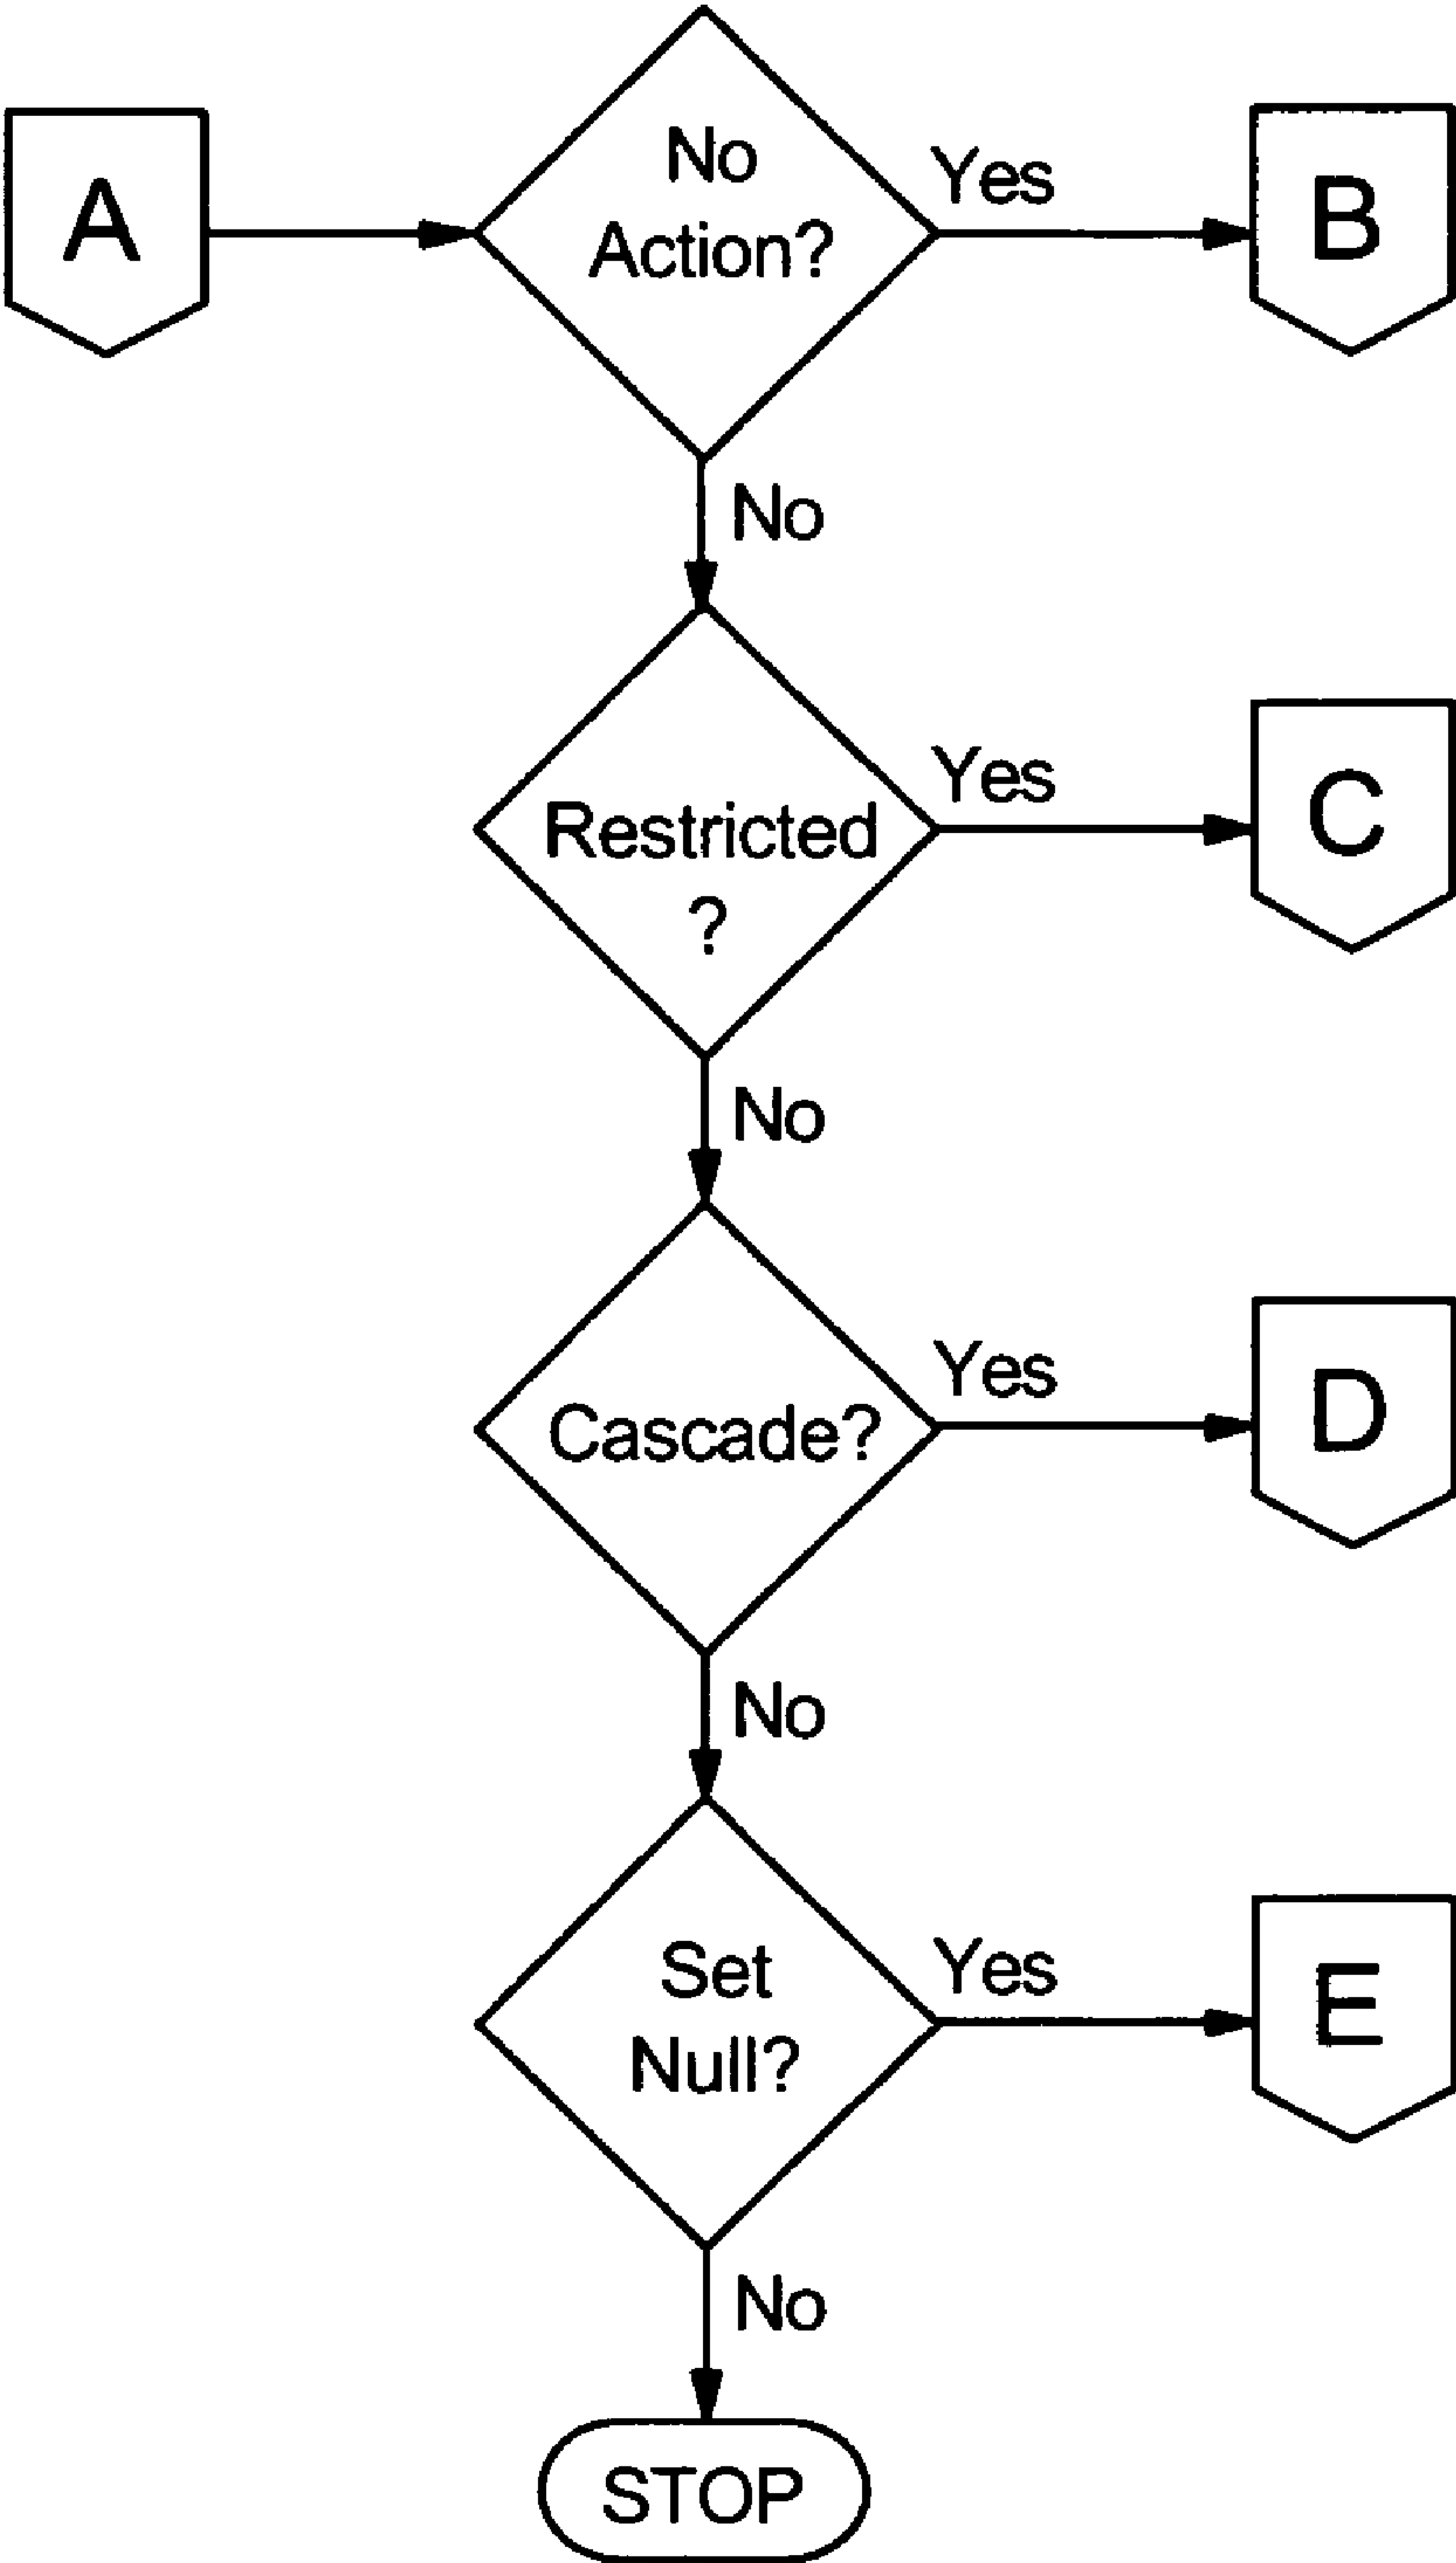 A
No
Action?
Yes
B
No
Restricted
?
Yes
C
No
Cascade?
Yes
D
No
Set
Null?
Yes
E
No
STOP